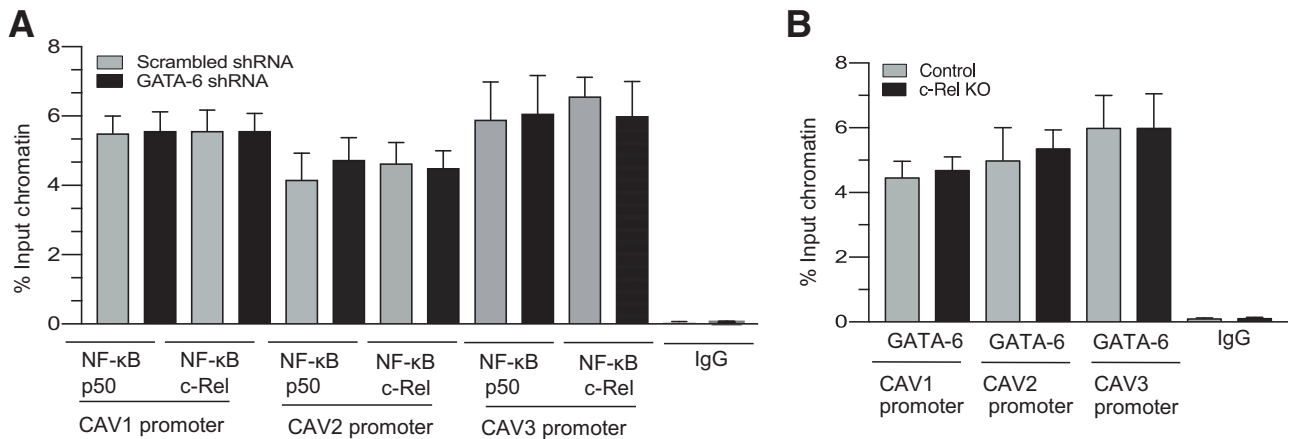 A
% Input chromatin
8
6
4
2
0
Scrambled shRNA
GATA-6 shRNA
NF-κB
p50
NF-κB
c-Rel
NF-κB
p50
NF-κB
c-Rel
NF-κB
p50
NF-κB
c-Rel
IgG
CAV1 promoter
CAV2 promoter
CAV3 promoter
B
% Input chromatin
8
6
4
2
0
Control
c-Rel KO
GATA-6
GATA-6
GATA-6
IgG
CAV1
promoter
CAV2
promoter
CAV3
promoter